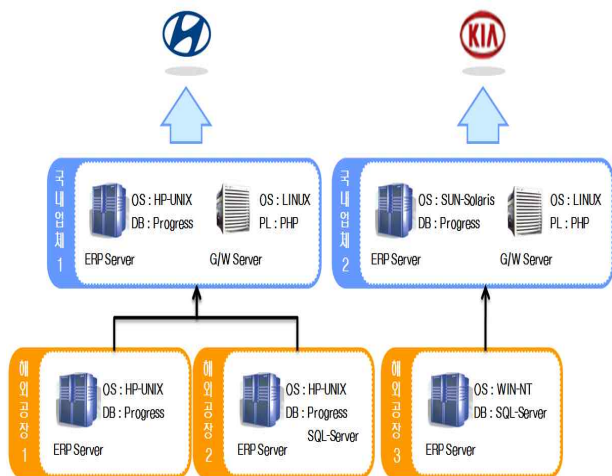 KIA
국내업체 1
OS : HP-UNIX
DB : Progress
ERP Server
OS : LINUX
PL : PHP
G/W Server
국내업체 2
OS : SUN-Solaris
DB : Progress
ERP Server
OS : LINUX
PL : PHP
G/W Server
해외공장 1
OS : HP-UNIX
DB : Progress
ERP Server
해외공장 2
OS : HP-UNIX
DB : Progress
SQL-Server
ERP Server
해외공장 3
OS : WIN-NT
DB : SQL-Server
ERP Server